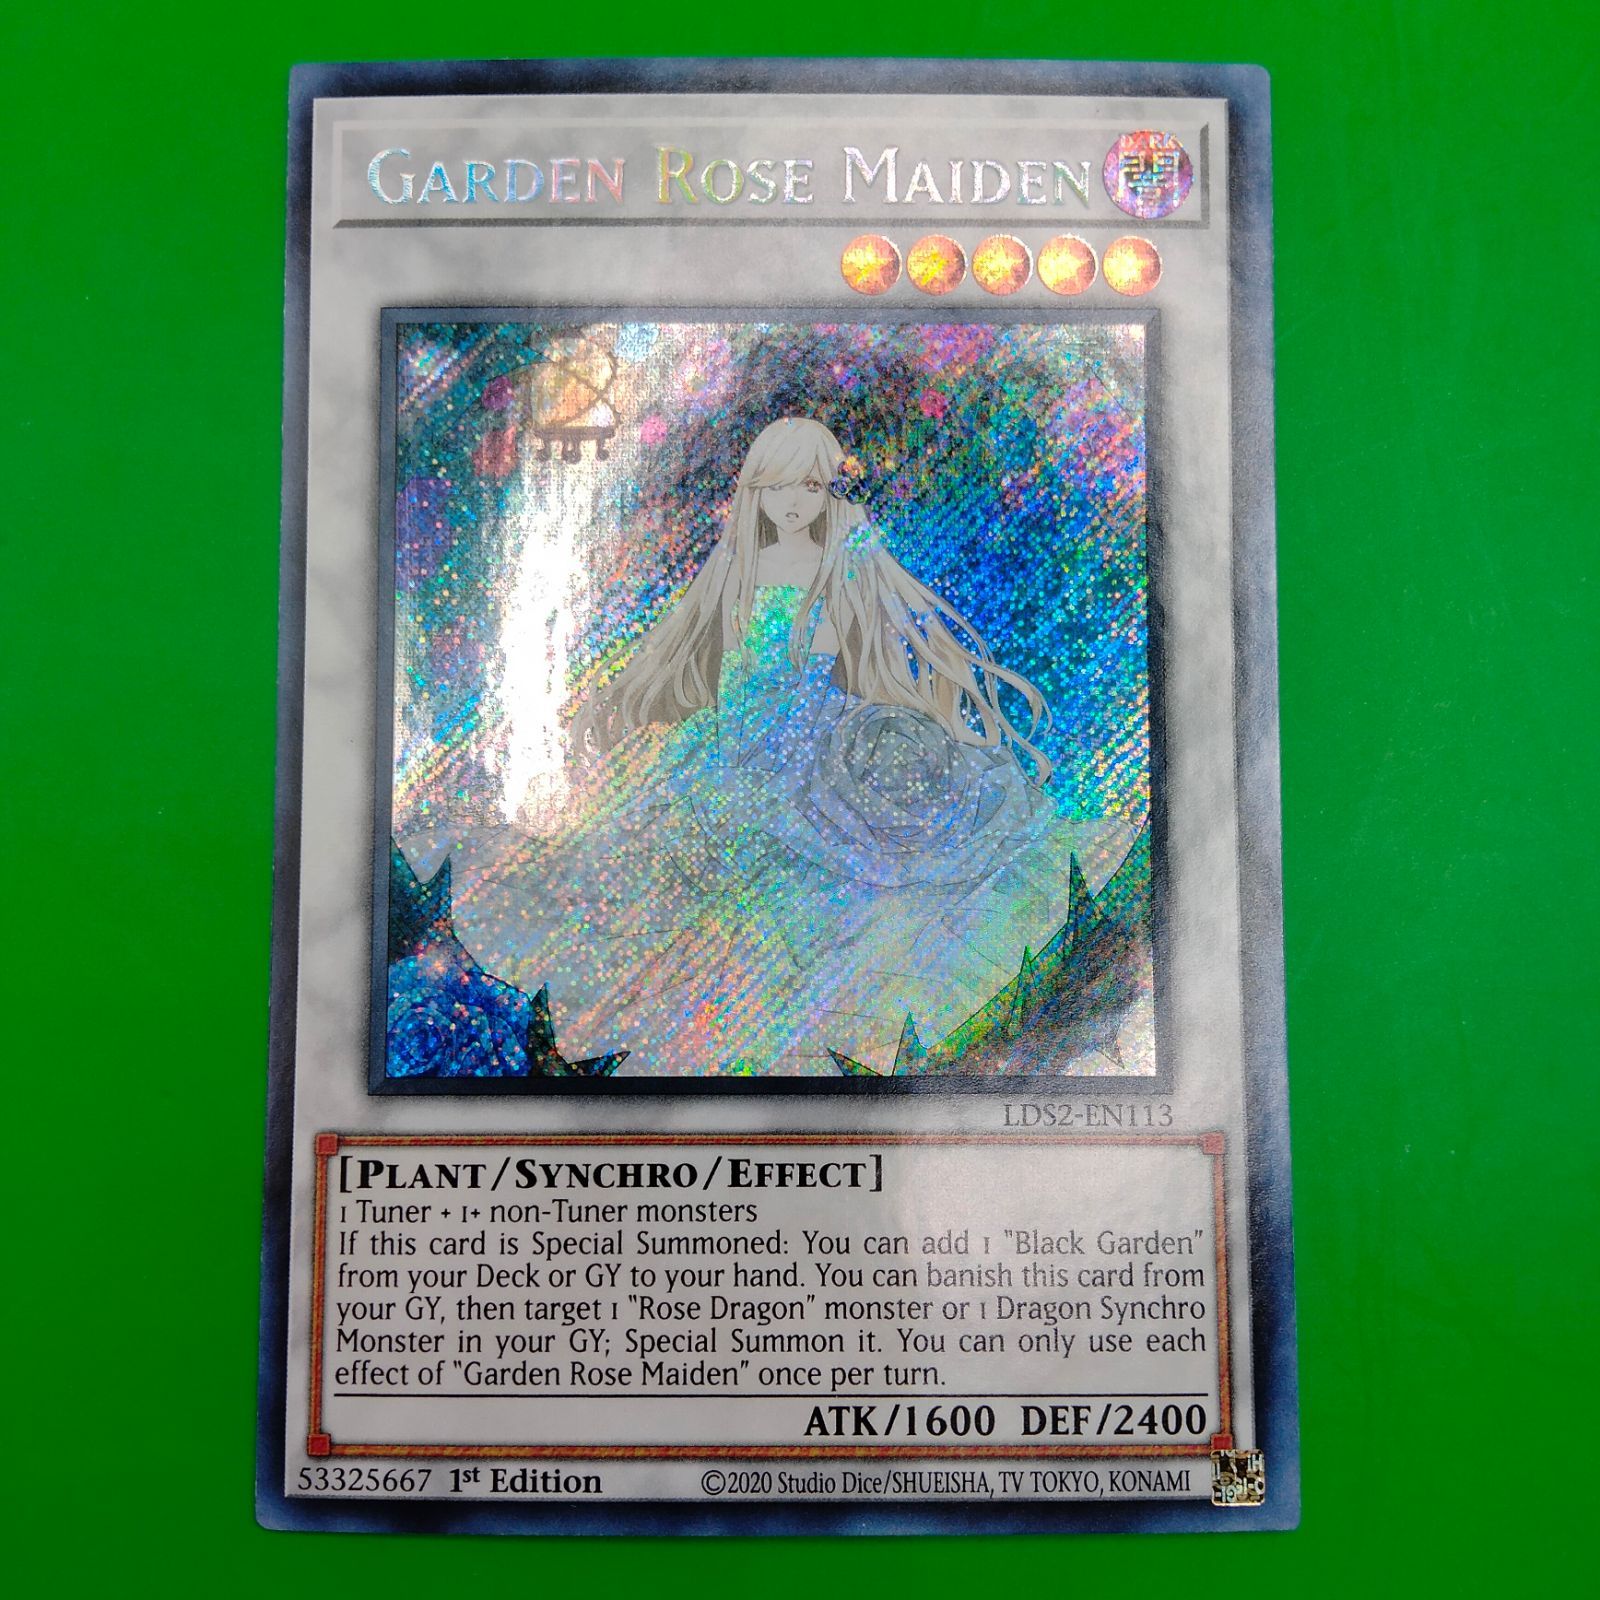 GARDEN ROSE MAIDEN
DARK
闇
LDS2-EN113
[PLANT/SYNCHRO/EFFECT]
1 Tuner + 1+ non-Tuner monsters
If this card is Special Summoned: You can add 1 "Black Garden"
from your Deck or GY to your hand. You can banish this card from
your GY, then target 1 "Rose Dragon" monster or 1 Dragon Synchro
Monster in your GY; Special Summon it. You can only use each
effect of "Garden Rose Maiden" once per turn.
ATK/1600 DEF/2400
53325667 1st Edition
©2020 Studio Dice/SHUEISHA, TV TOKYO, KONAMI